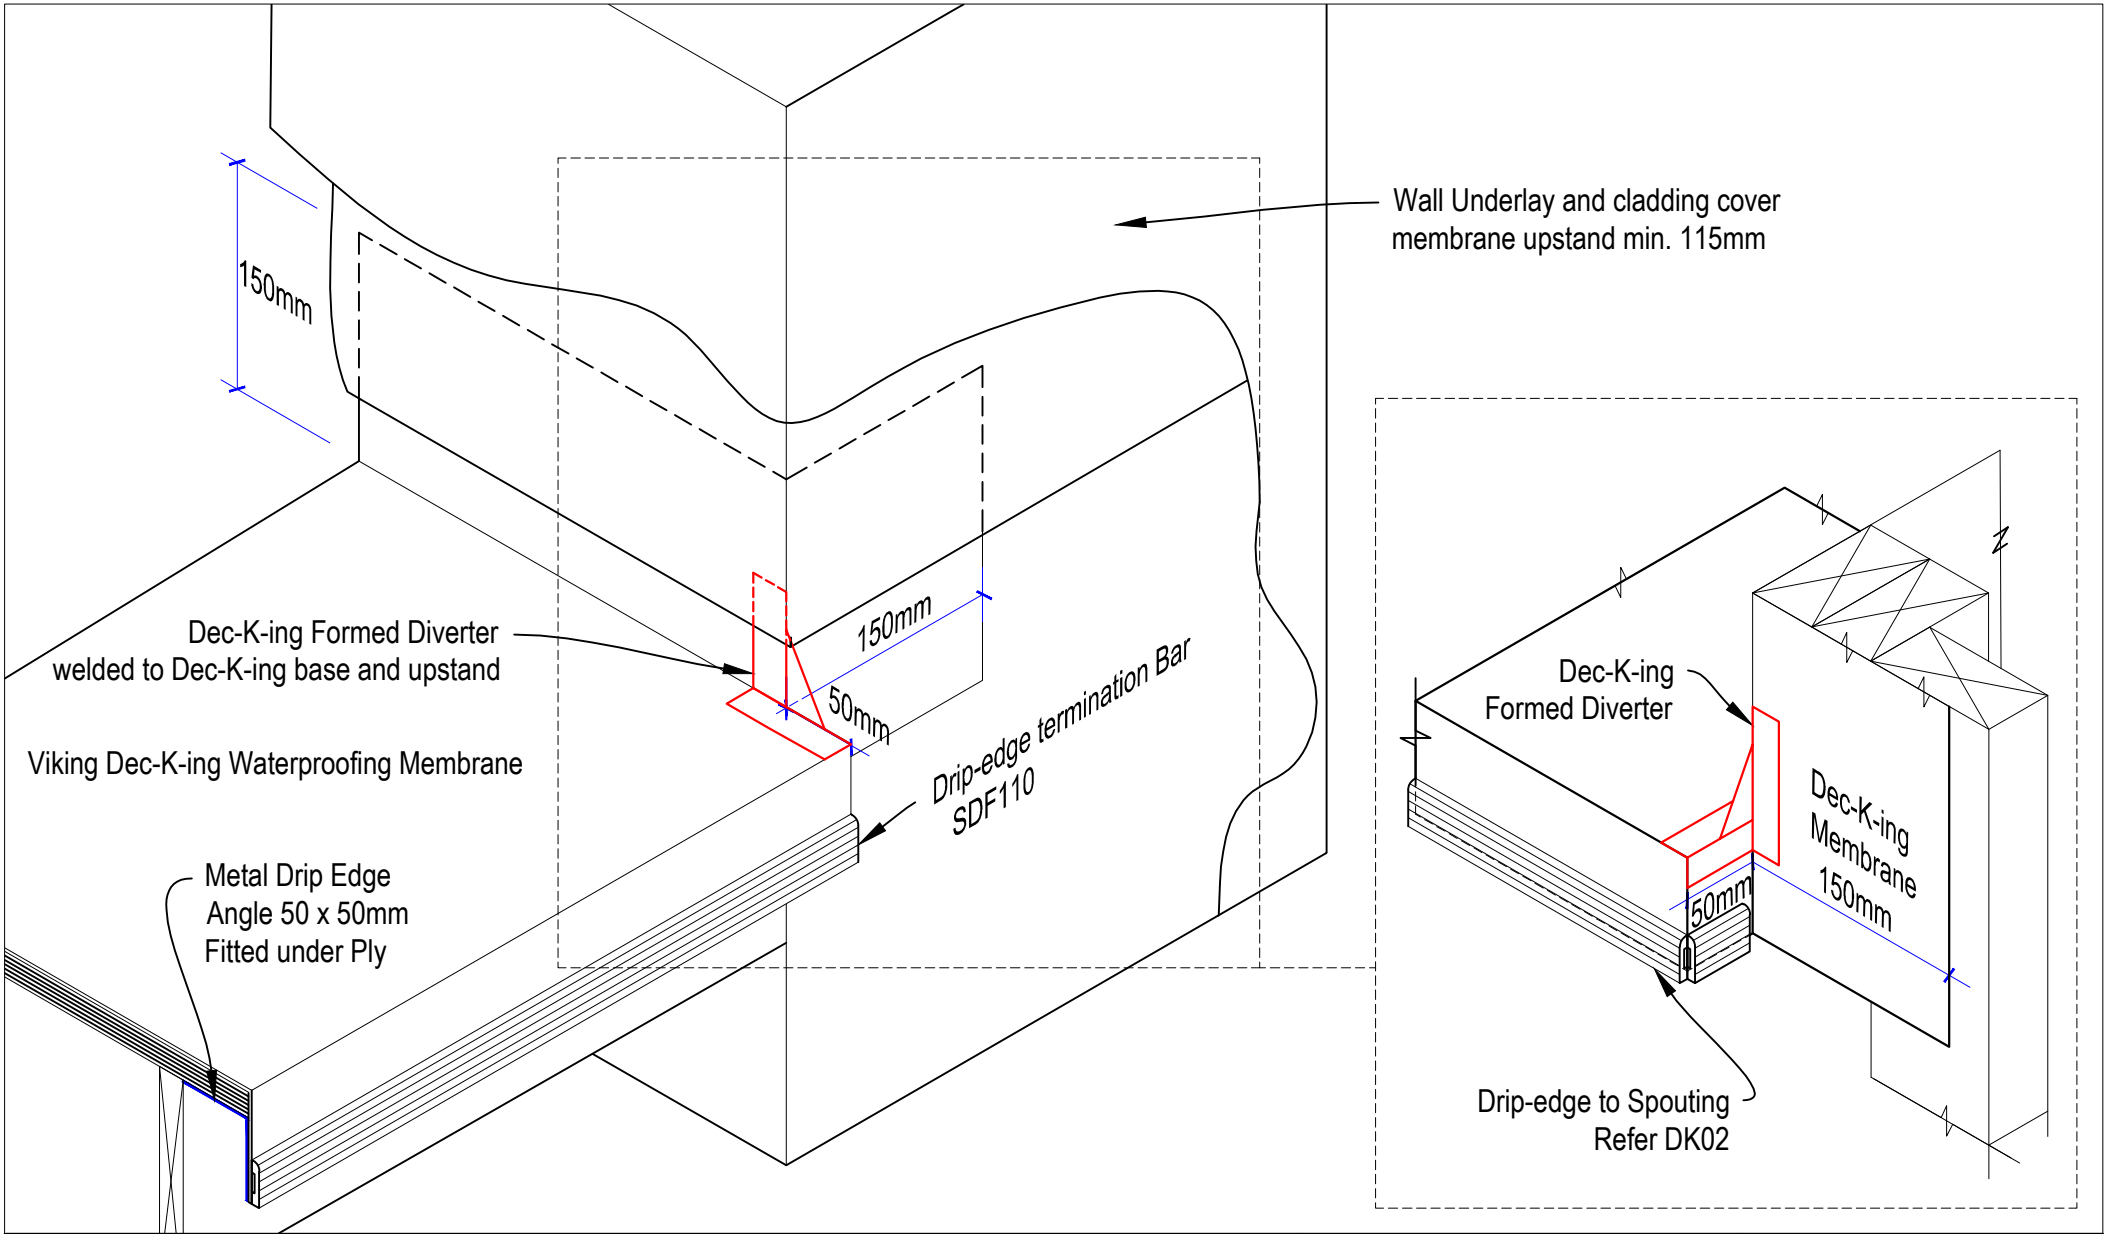 Wall Underlay and cladding cover
membrane upstand min. 115mm
150mm
Dec-K-ing Formed Diverter
welded to Dec-K-ing base and upstand
150mm
50mm
Drip-edge termination Bar
SDF110
Viking Dec-K-ing Waterproofing Membrane
Metal Drip Edge
Angle 50 x 50mm
Fitted under Ply
Dec-K-ing
Formed Diverter
Dec-K-ing
Membrane
150mm
50mm
Drip-edge to Spouting
Refer DK02